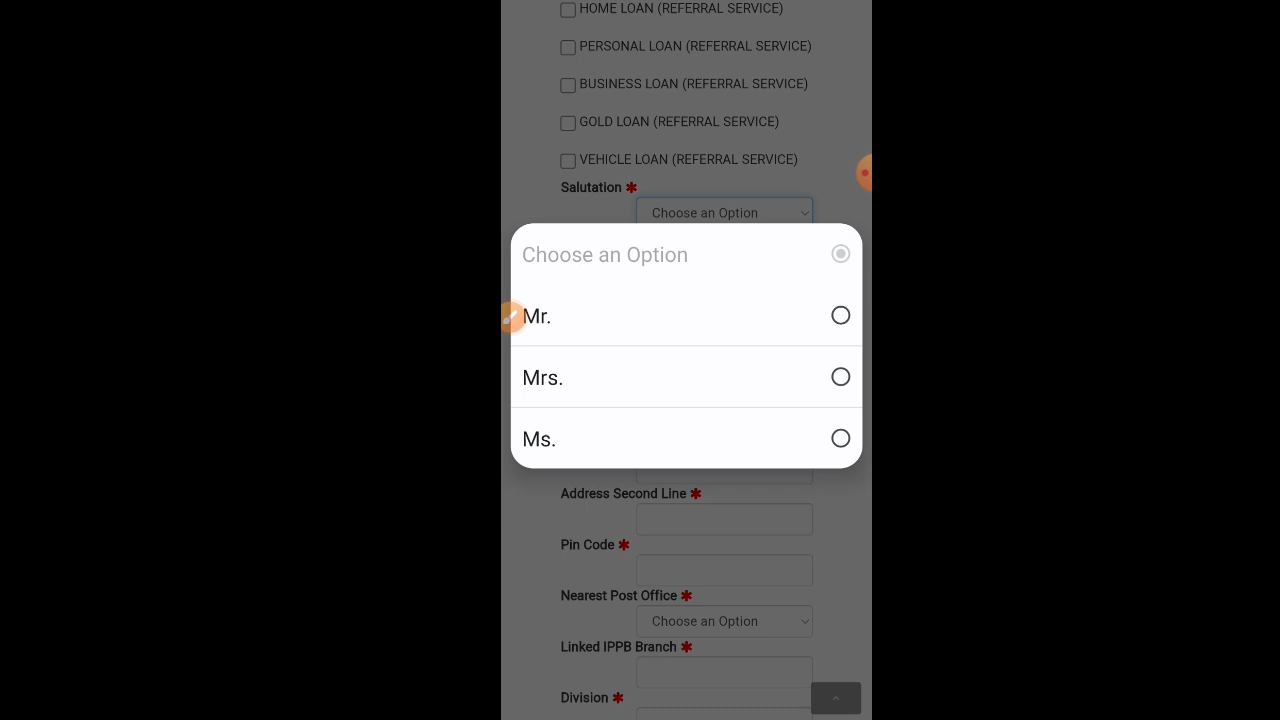 HOME LOAN (REFERRAL SERVICE)
PERSONAL LOAN (REFERRAL SERVICE)
BUSINESS LOAN (REFERRAL SERVICE)
GOLD LOAN (REFERRAL SERVICE)
VEHICLE LOAN (REFERRAL SERVICE)
Salutation *
Choose an Option
Choose an Option
Mr.
Mrs.
Ms.
Address Second Line *
Pin Code *
Nearest Post Office *
Choose an Option
Linked IPPB Branch *
Division *